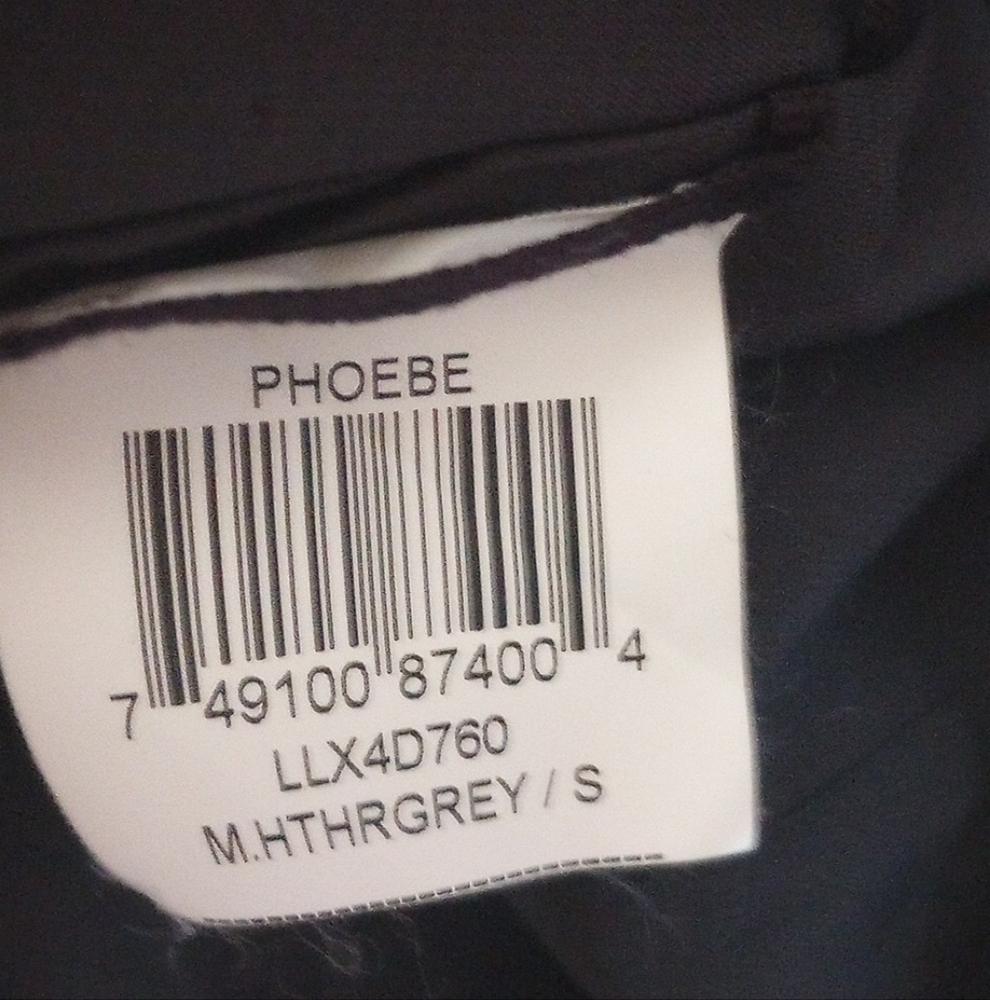 PHOEBE
7 49100 87400 4
LLX4D760
M.HTHRGREY / S